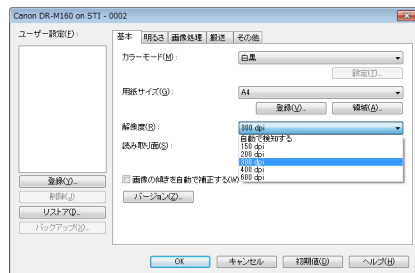 Canon DR-M160 on STI - 0002
ユーザー設定(F):
基本 明るさ 画像処理 搬送 その他
カラーモード(M):
白黒
設定(T)...
用紙サイズ(G):
A4
登録(V)... 領域(A)...
解像度(R):
300 dpi
自動で検知する
150 dpi
200 dpi
300 dpi
400 dpi
600 dpi
読み取り面(S):
画像の傾きを自動で補正する(W)
バージョン(Z)...
登録(Y)...
削除(J)
リストア(I)...
バックアップ(X)...
OK キャンセル 初期値(D) ヘルプ(H)